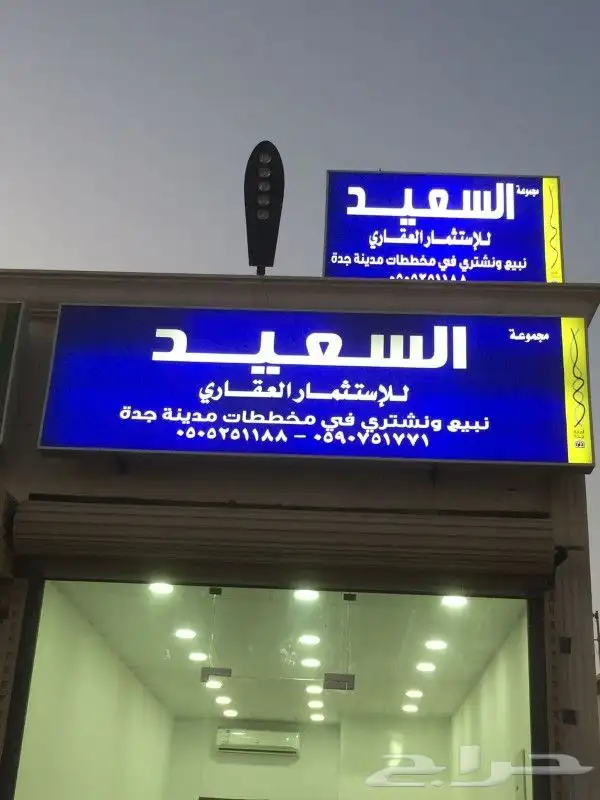 مجموعة
السعيد
للإستثمار العقاري
نبيع ونشتري في مخططات مدينة جدة
٠٥٠٥٢٥١١٨٨
مجموعة
السعيد
للإستثمار العقاري
نبيع ونشتري في مخططات مدينة جدة
٠٥٠٥٢٥١١٨٨ – ٠٥٩٠٧٥١٧٧١
حراج